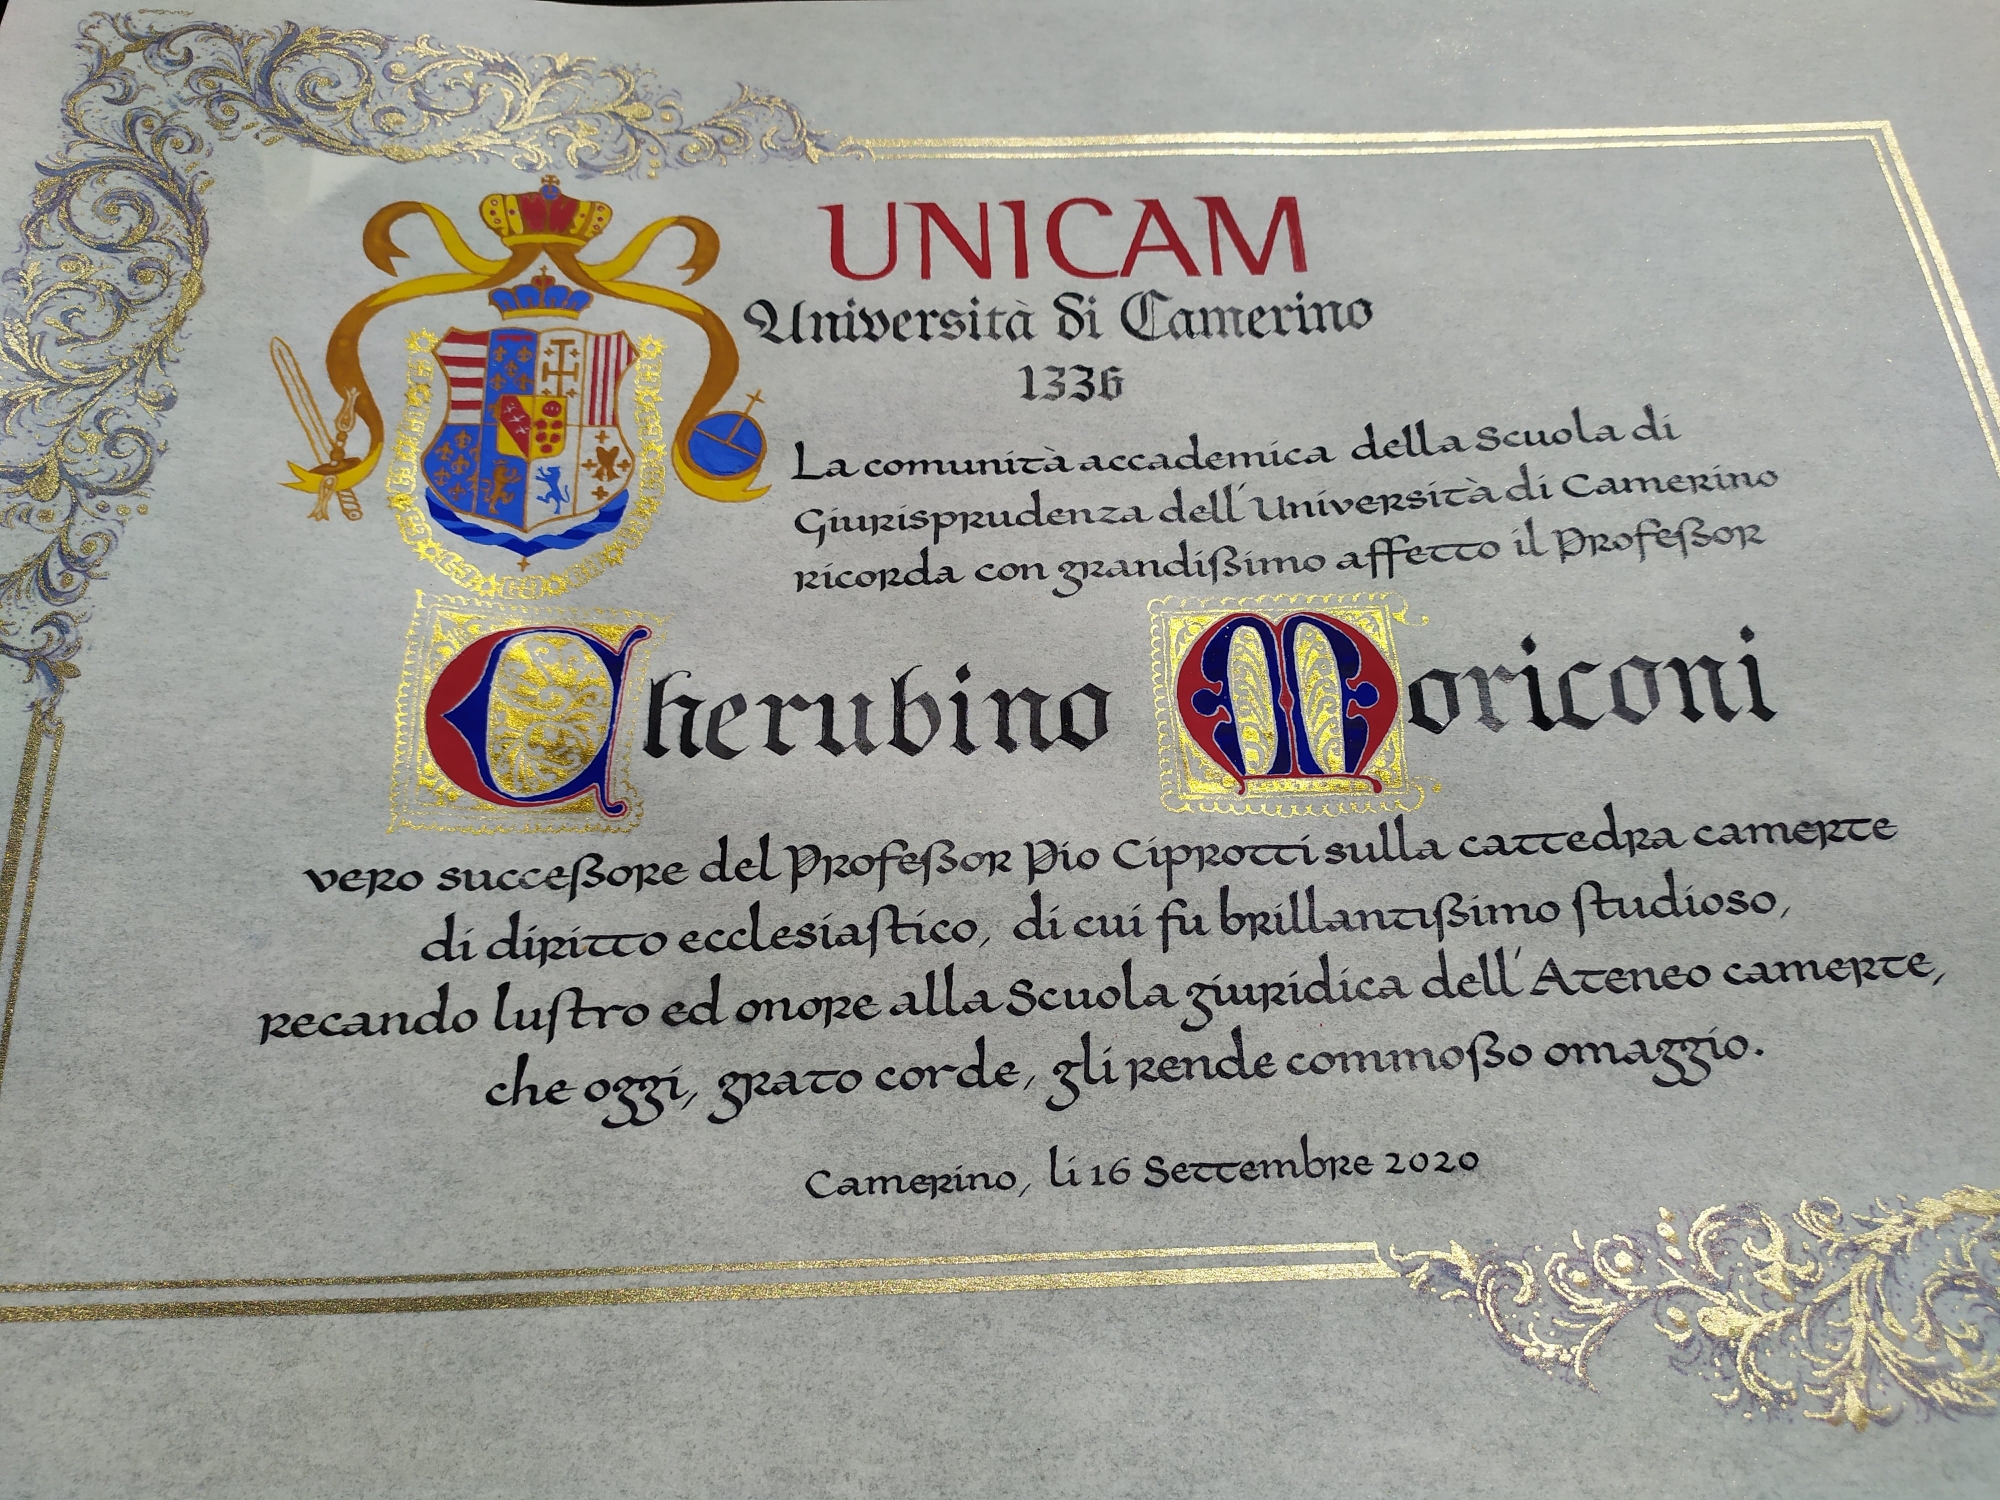 UNICAM
Università di Camerino
1336
La comunità accademica della Scuola di
Giurisprudenza dell'Università di Camerino
ricorda con grandißimo affetto il Profeßor
Cherubino Moriconi
vero succeßore del Profeßor Pio Ciprotti sulla cattedra camerte
di diritto ecclesiastico, di cui fu brillantißimo studioso,
recando lustro ed onore alla Scuola giuridica dell'Ateneo camerte,
che oggi, grato corde, gli rende commoßo omaggio.
Camerino, li 16 Settembre 2020